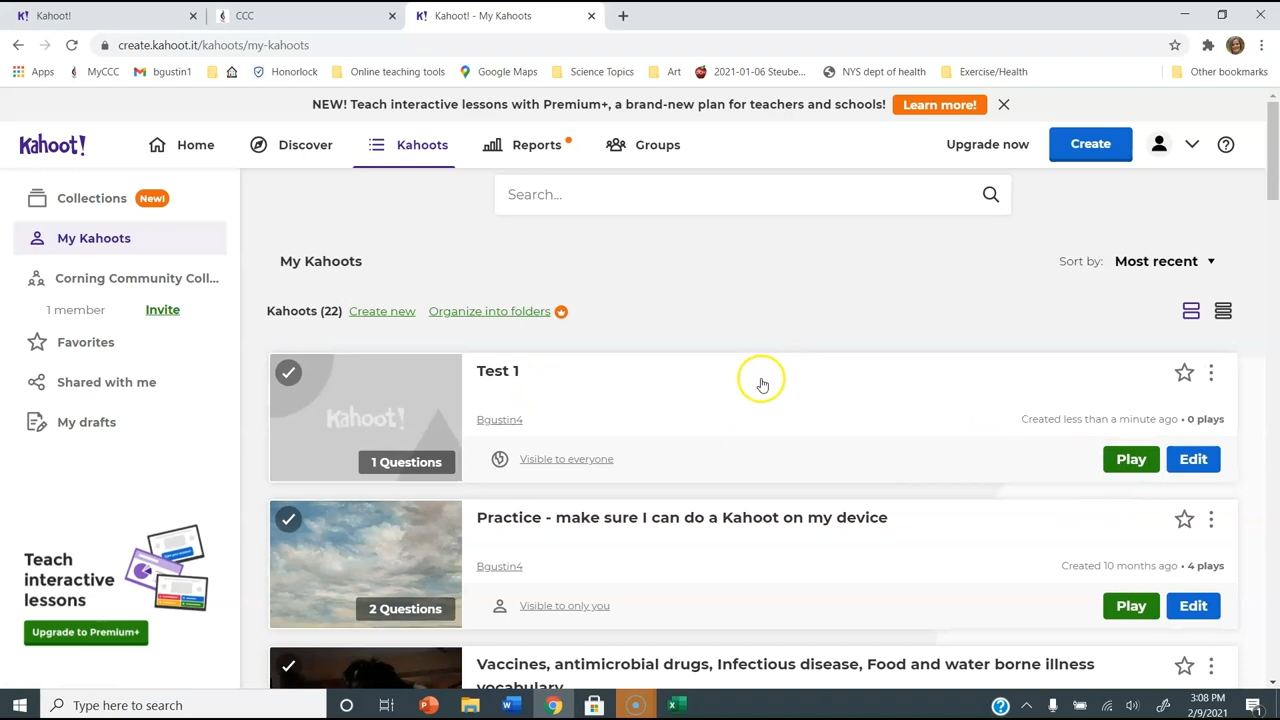 Kahoot!
CCC
Kahoot! - My Kahoots
create.kahoot.it/kahoots/my-kahoots
Apps
MyCCC
bgustin1
Honorlock
Online teaching tools
Google Maps
Science Topics
Art
2021-01-06 Steube...
NYS dept of health
Exercise/Health
Other bookmarks
NEW! Teach interactive lessons with Premium+, a brand-new plan for teachers and schools!
Learn more!
Kahoot!
Home
Discover
Kahoots
Reports
Groups
Upgrade now
Create
Collections
New!
My Kahoots
Corning Community Coll...
1 member
Invite
Favorites
Shared with me
My drafts
Teach
interactive
lessons
Upgrade to Premium+
Search...
My Kahoots
Sort by:
Most recent
Kahoots (22)
Create new
Organize into folders
Kahoot!
1 Questions
Test 1
Bgustin4
Created less than a minute ago • 0 plays
Visible to everyone
Play
Edit
2 Questions
Practice - make sure I can do a Kahoot on my device
Bgustin4
Created 10 months ago • 4 plays
Visible to only you
Play
Edit
Vaccines, antimicrobial drugs, Infectious disease, Food and water borne illness
vocabulary
Type here to search
3:08 PM
2/9/2021
1